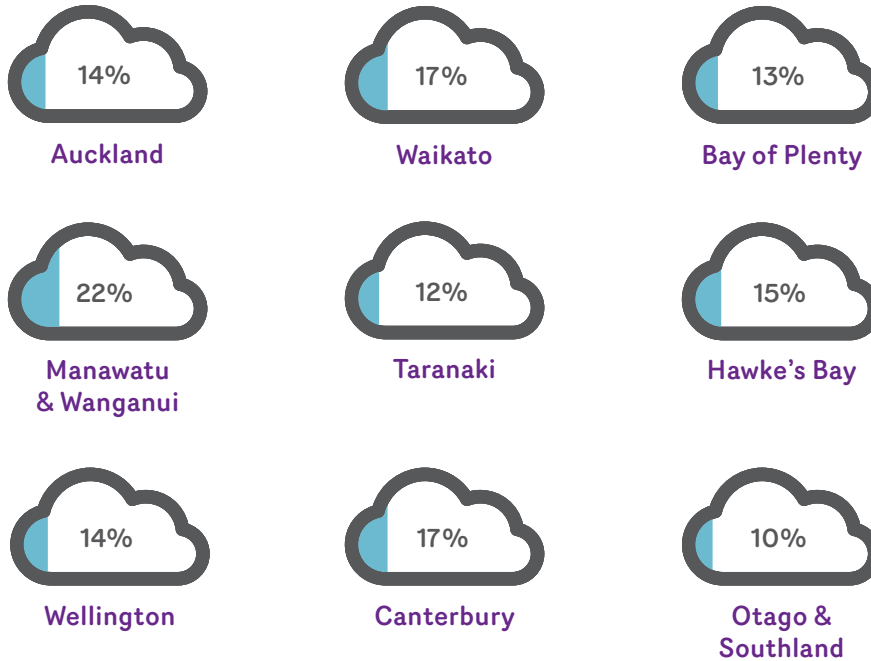 14%
17%
13%
Auckland
Waikato
Bay of Plenty
22%
12%
15%
Manawatu
& Wanganui
Taranaki
Hawke's Bay
14%
17%
10%
Wellington
Canterbury
Otago &
Southland